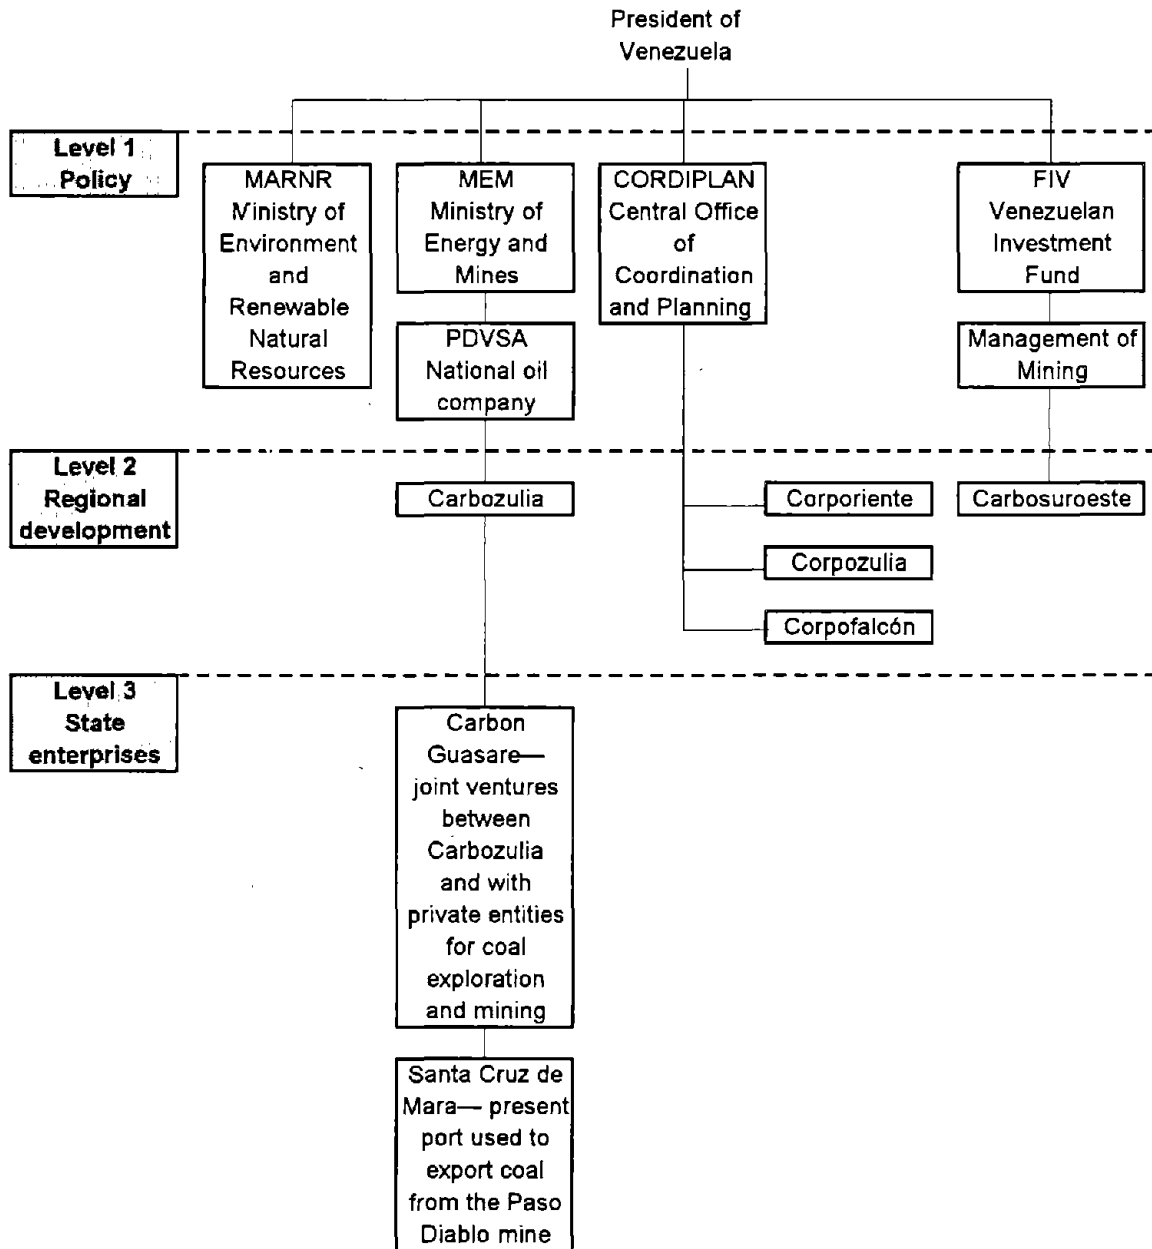 President of
Venezuela
Level 1
Policy
MARNR
Ministry of
Environment
and
Renewable
Natural
Resources
MEM
Ministry of
Energy and
Mines
CORDIPLAN
Central Office
of
Coordination
and Planning
FIV
Venezuelan
Investment
Fund
PDVSA
National oil
company
Management of
Mining
Level 2
Regional
development
Carbozulia
Corporiente
Carbosuroeste
Corpozulia
Corpofalcón
Level 3
State
enterprises
Carbon
Guasare—
joint ventures
between
Carbozulia
and with
private entities
for coal
exploration
and mining
Santa Cruz de
Mara— present
port used to
export coal
from the Paso
Diablo mine